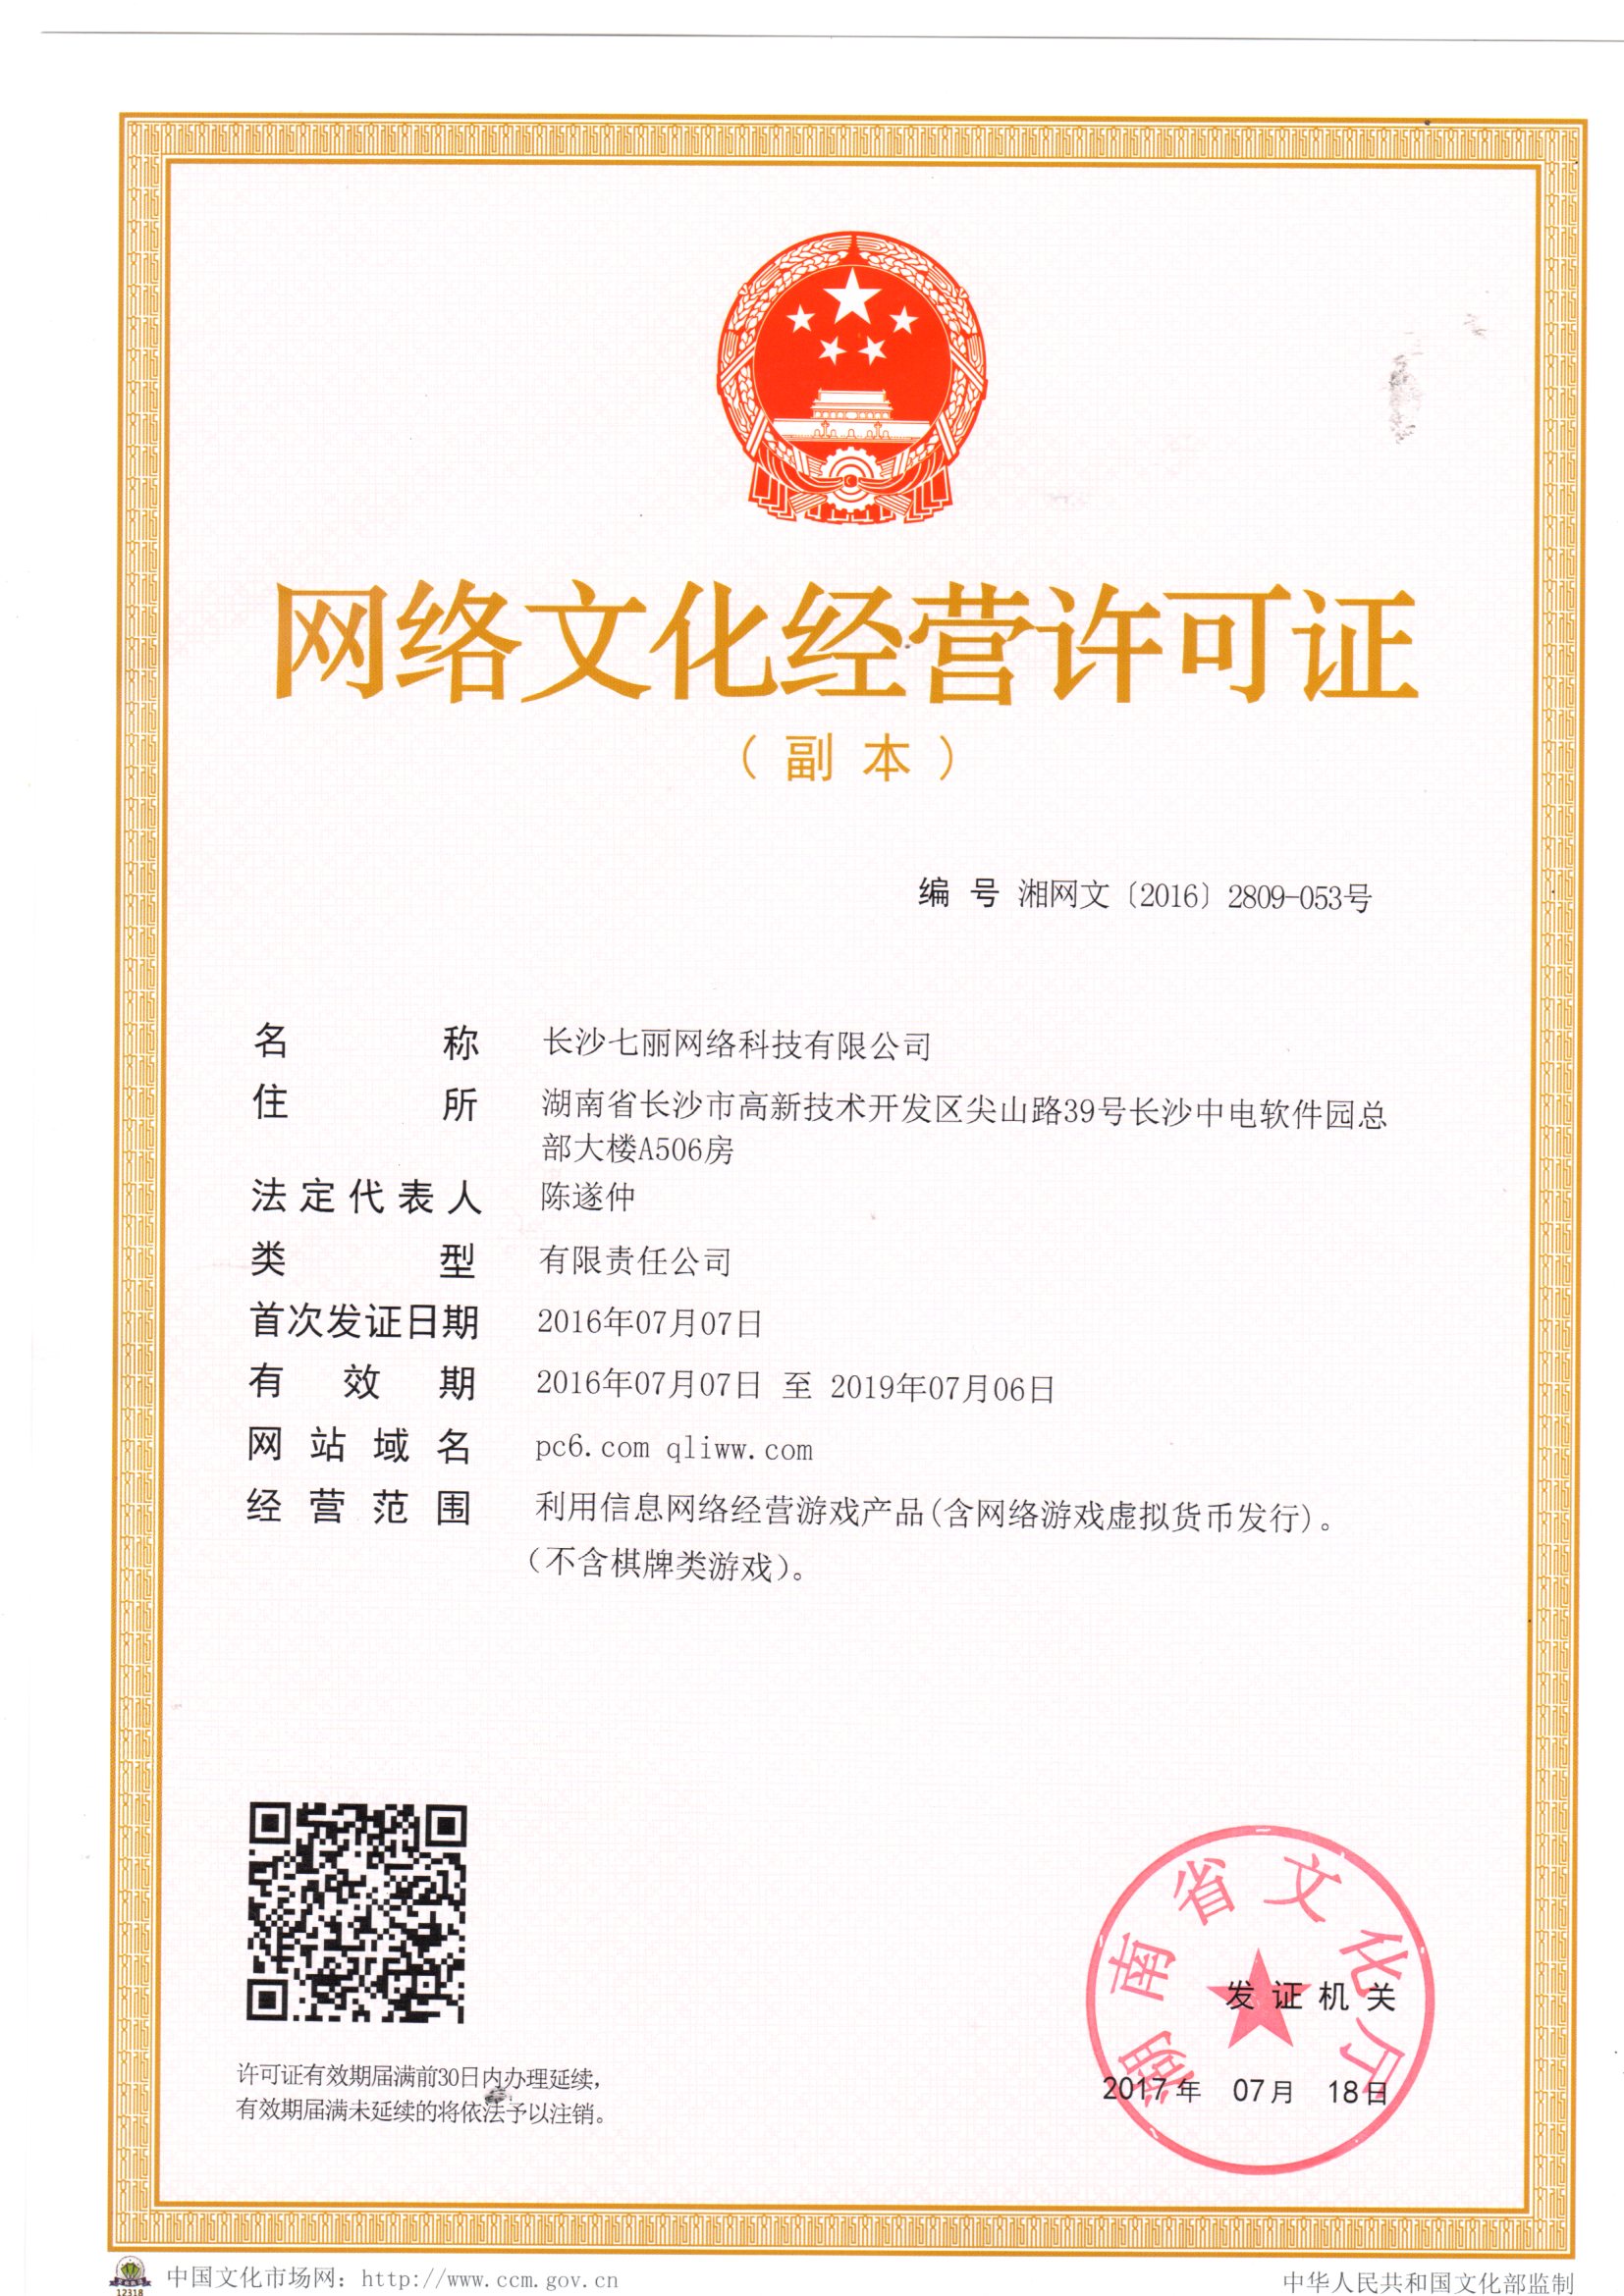 网络文化经营许可证
（副本）
编 号 湘网文〔2016〕2809-053号
名 称 长沙七丽网络科技有限公司
住 所 湖南省长沙市高新技术开发区尖山路39号长沙中电软件园总
部大楼A506房
法定代表人 陈遂仲
类 型 有限责任公司
首次发证日期 2016年07月07日
有 效 期 2016年07月07日 至 2019年07月06日
网 站 域 名 pc6.com qliww.com
经 营 范 围 利用信息网络经营游戏产品(含网络游戏虚拟货币发行)。
（不含棋牌类游戏）。
湖南省文化厅
发 证 机 关
2017 年 07 月 18 日
许可证有效期届满前30日内办理延续，
有效期届满未延续的将依法予以注销。
12318
中国文化市场网：http://www.ccm.gov.cn
中华人民共和国文化部监制